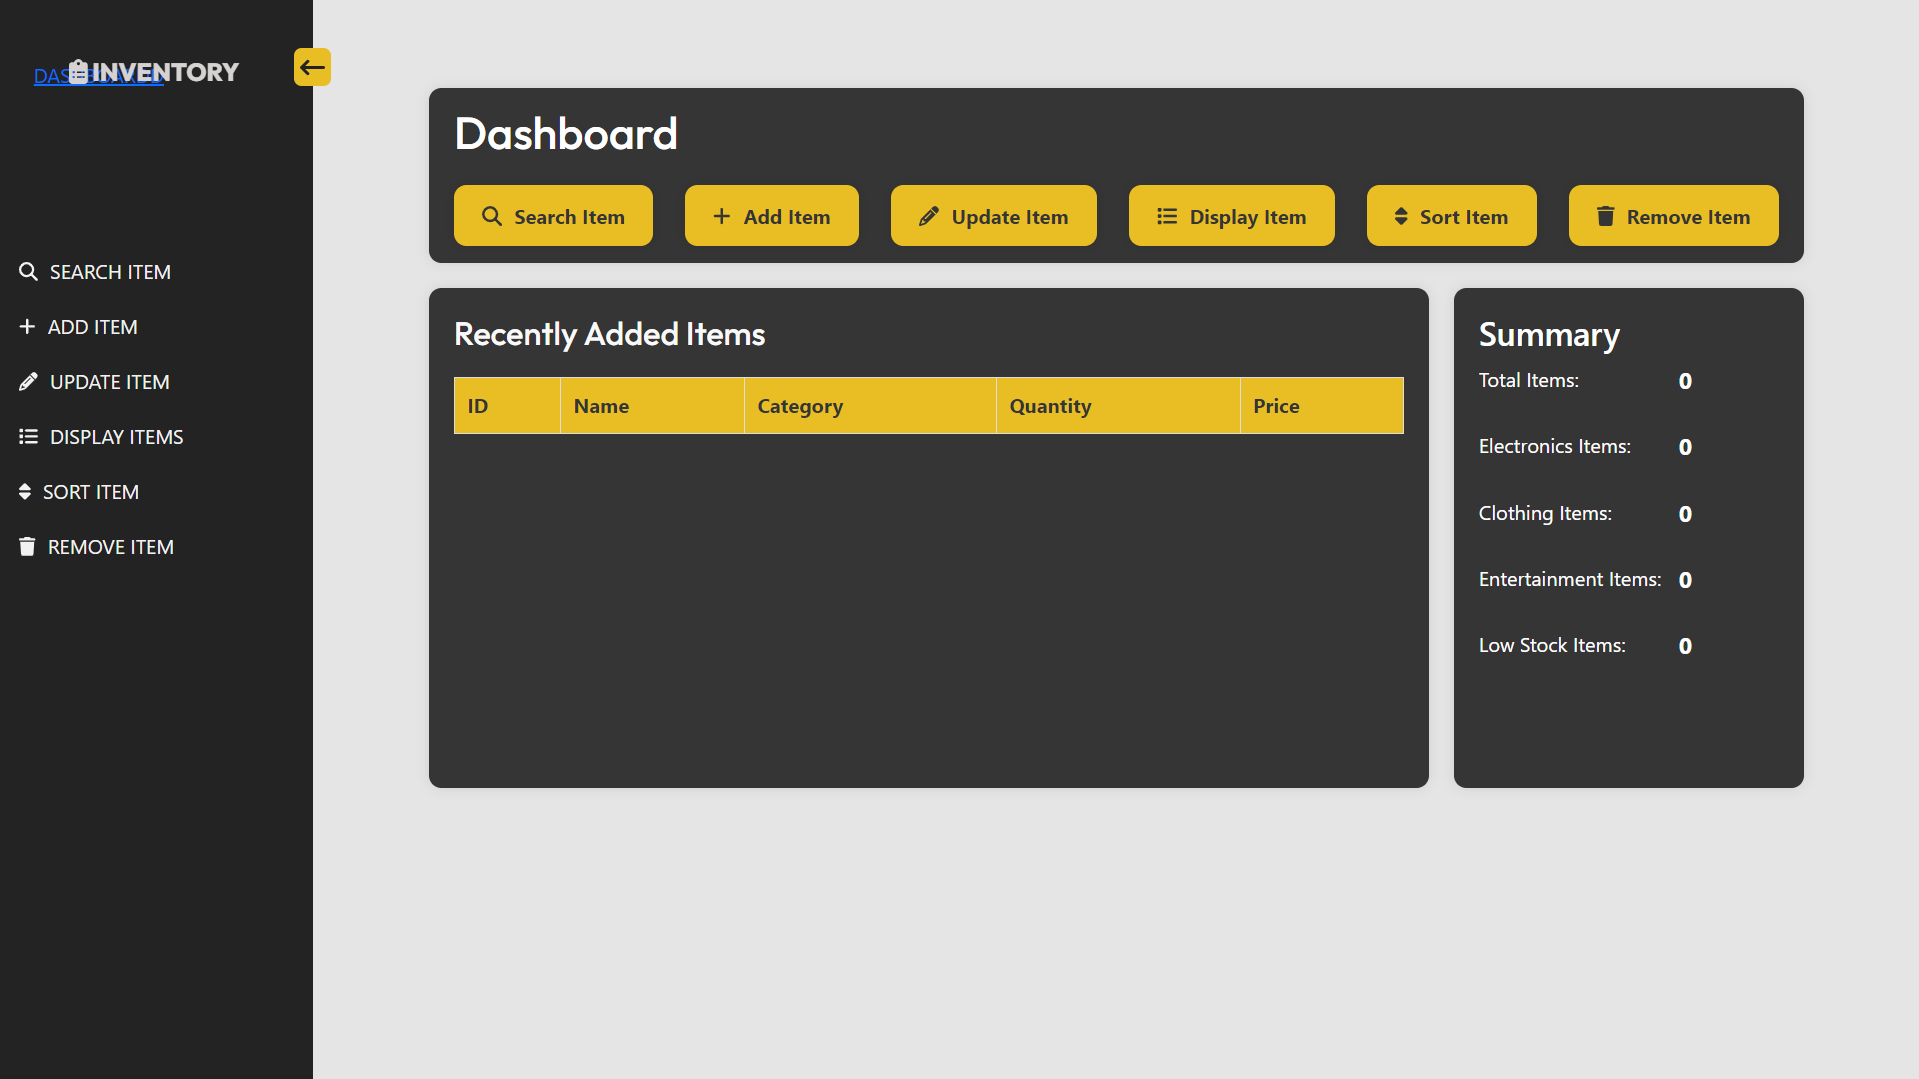 INVENTORY
SEARCH ITEM
ADD ITEM
UPDATE ITEM
DISPLAY ITEMS
SORT ITEM
REMOVE ITEM
Dashboard
Search Item Add Item Update Item Display Item Sort Item Remove Item
Recently Added Items
ID Name Category Quantity Price
Summary
Total Items: 0
Electronics Items: 0
Clothing Items: 0
Entertainment Items: 0
Low Stock Items: 0